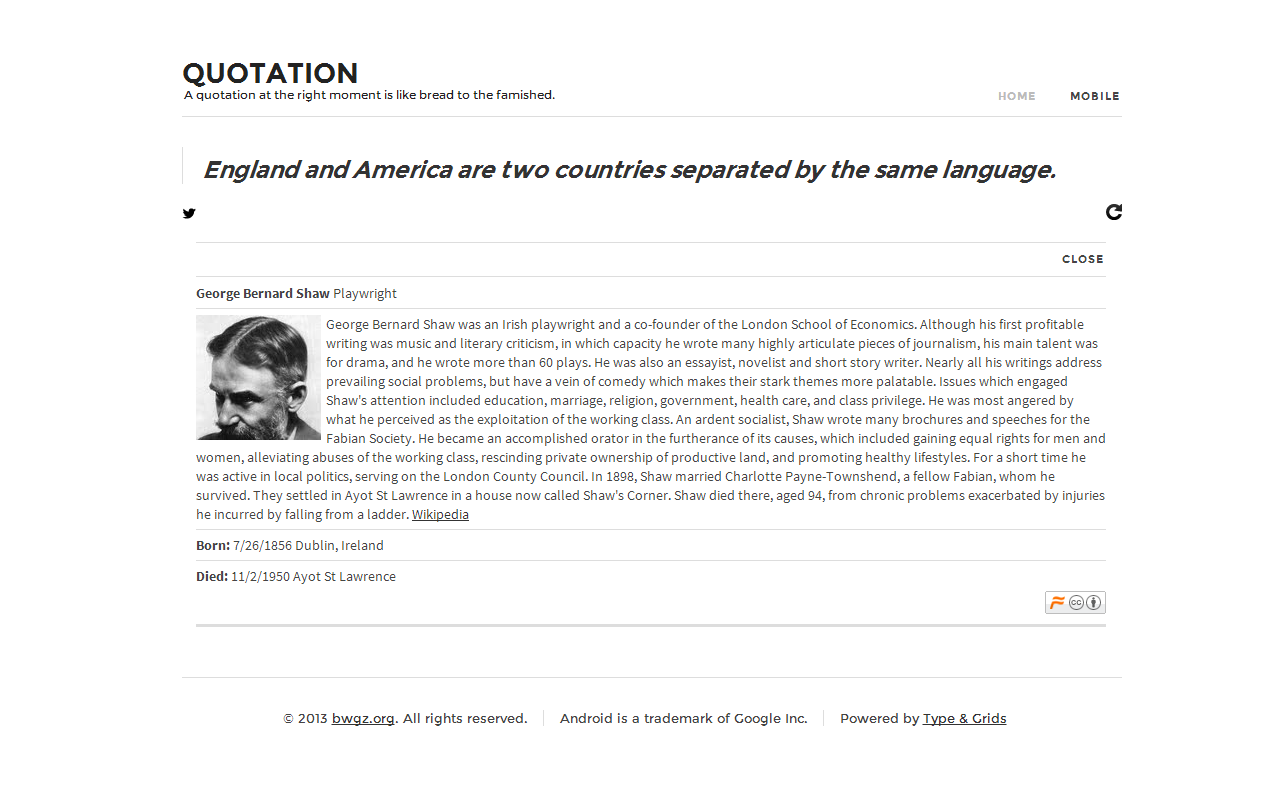 QUOTATION
A quotation at the right moment is like bread to the famished.
HOME MOBILE
England and America are two countries separated by the same language.
CLOSE
George Bernard Shaw Playwright
George Bernard Shaw was an Irish playwright and a co-founder of the London School of Economics. Although his first profitable
writing was music and literary criticism, in which capacity he wrote many highly articulate pieces of journalism, his main talent was
for drama, and he wrote more than 60 plays. He was also an essayist, novelist and short story writer. Nearly all his writings address
prevailing social problems, but have a vein of comedy which makes their stark themes more palatable. Issues which engaged
Shaw's attention included education, marriage, religion, government, health care, and class privilege. He was most angered by
what he perceived as the exploitation of the working class. An ardent socialist, Shaw wrote many brochures and speeches for the
Fabian Society. He became an accomplished orator in the furtherance of its causes, which included gaining equal rights for men and
women, alleviating abuses of the working class, rescinding private ownership of productive land, and promoting healthy lifestyles. For a short time he
was active in local politics, serving on the London County Council. In 1898, Shaw married Charlotte Payne-Townshend, a fellow Fabian, whom he
survived. They settled in Ayot St Lawrence in a house now called Shaw's Corner. Shaw died there, aged 94, from chronic problems exacerbated by injuries
he incurred by falling from a ladder. Wikipedia
Born: 7/26/1856 Dublin, Ireland
Died: 11/2/1950 Ayot St Lawrence
cc
© 2013 bwgz.org. All rights reserved. Android is a trademark of Google Inc. Powered by Type & Grids